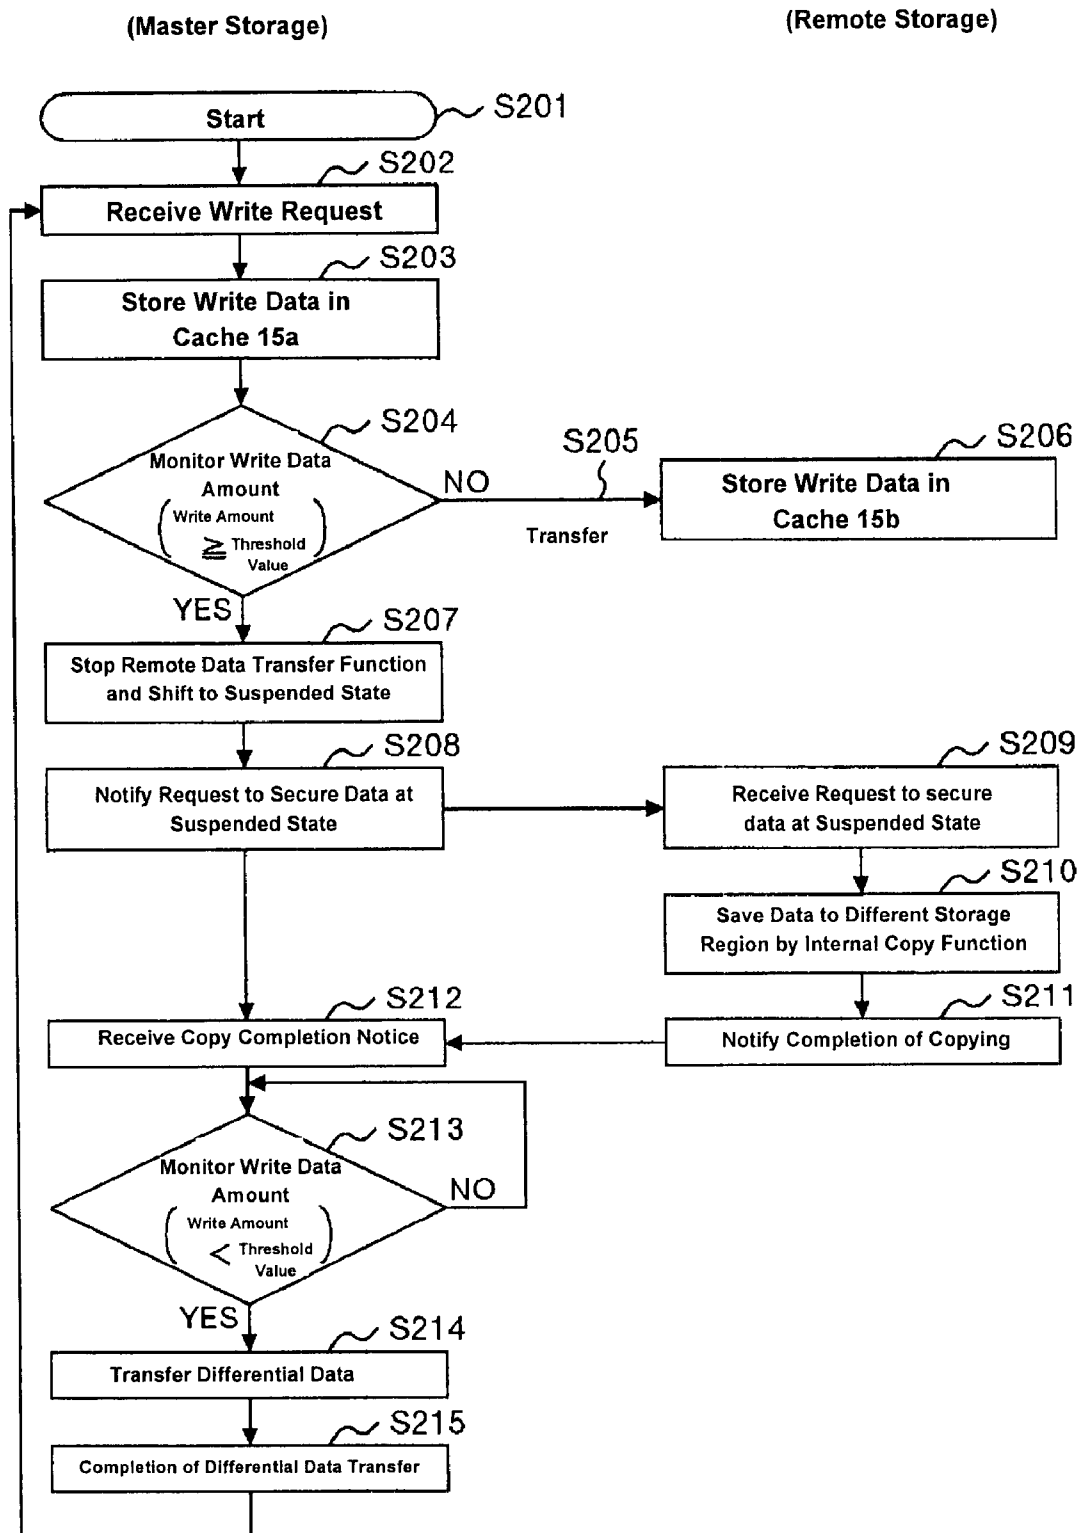 (Master Storage)
(Remote Storage)
Start
S201
S202
Receive Write Request
S203
Store Write Data in
Cache 15a
S204
Monitor Write Data
Amount
Write Amount
≧ Threshold
Value
NO
S205
Transfer
S206
Store Write Data in
Cache 15b
YES
S207
Stop Remote Data Transfer Function
and Shift to Suspended State
S208
Notify Request to Secure Data at
Suspended State
S209
Receive Request to secure
data at Suspended State
S210
Save Data to Different Storage
Region by Internal Copy Function
S211
Notify Completion of Copying
S212
Receive Copy Completion Notice
S213
Monitor Write Data
Amount
Write Amount
< Threshold
Value
NO
YES
S214
Transfer Differential Data
S215
Completion of Differential Data Transfer